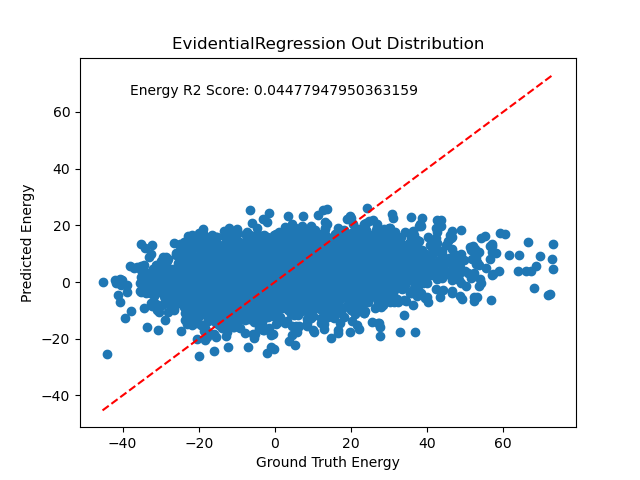 EvidentialRegression Out Distribution
Energy R2 Score: 0.04477947950363159
Predicted Energy
60
40
20
0
−20
−40
−40 −20 0 20 40 60
Ground Truth Energy